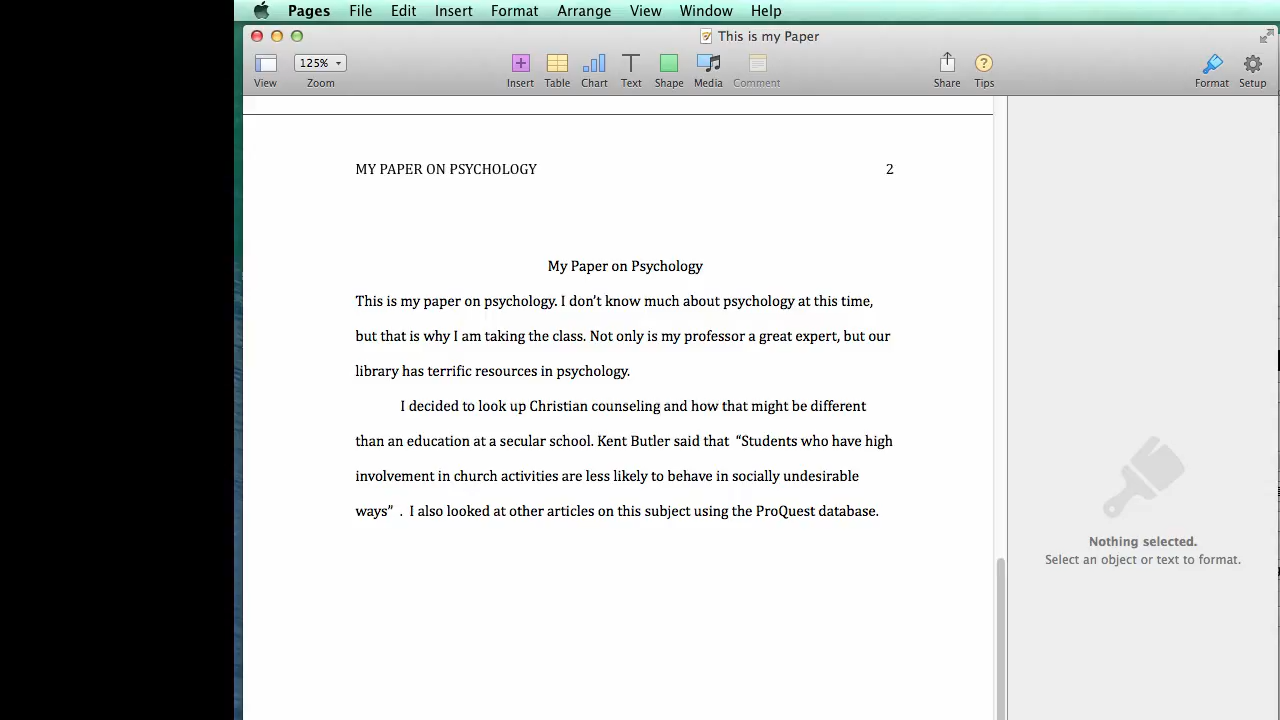 Pages File Edit Insert Format Arrange View Window Help
This is my Paper
125%
View Zoom Insert Table Chart Text Shape Media Comment Share Tips Format Setup
MY PAPER ON PSYCHOLOGY 2
My Paper on Psychology
This is my paper on psychology. I don’t know much about psychology at this time,
but that is why I am taking the class. Not only is my professor a great expert, but our
library has terrific resources in psychology.
I decided to look up Christian counseling and how that might be different
than an education at a secular school. Kent Butler said that “Students who have high
involvement in church activities are less likely to behave in socially undesirable
ways” . I also looked at other articles on this subject using the ProQuest database.
Nothing selected.
Select an object or text to format.